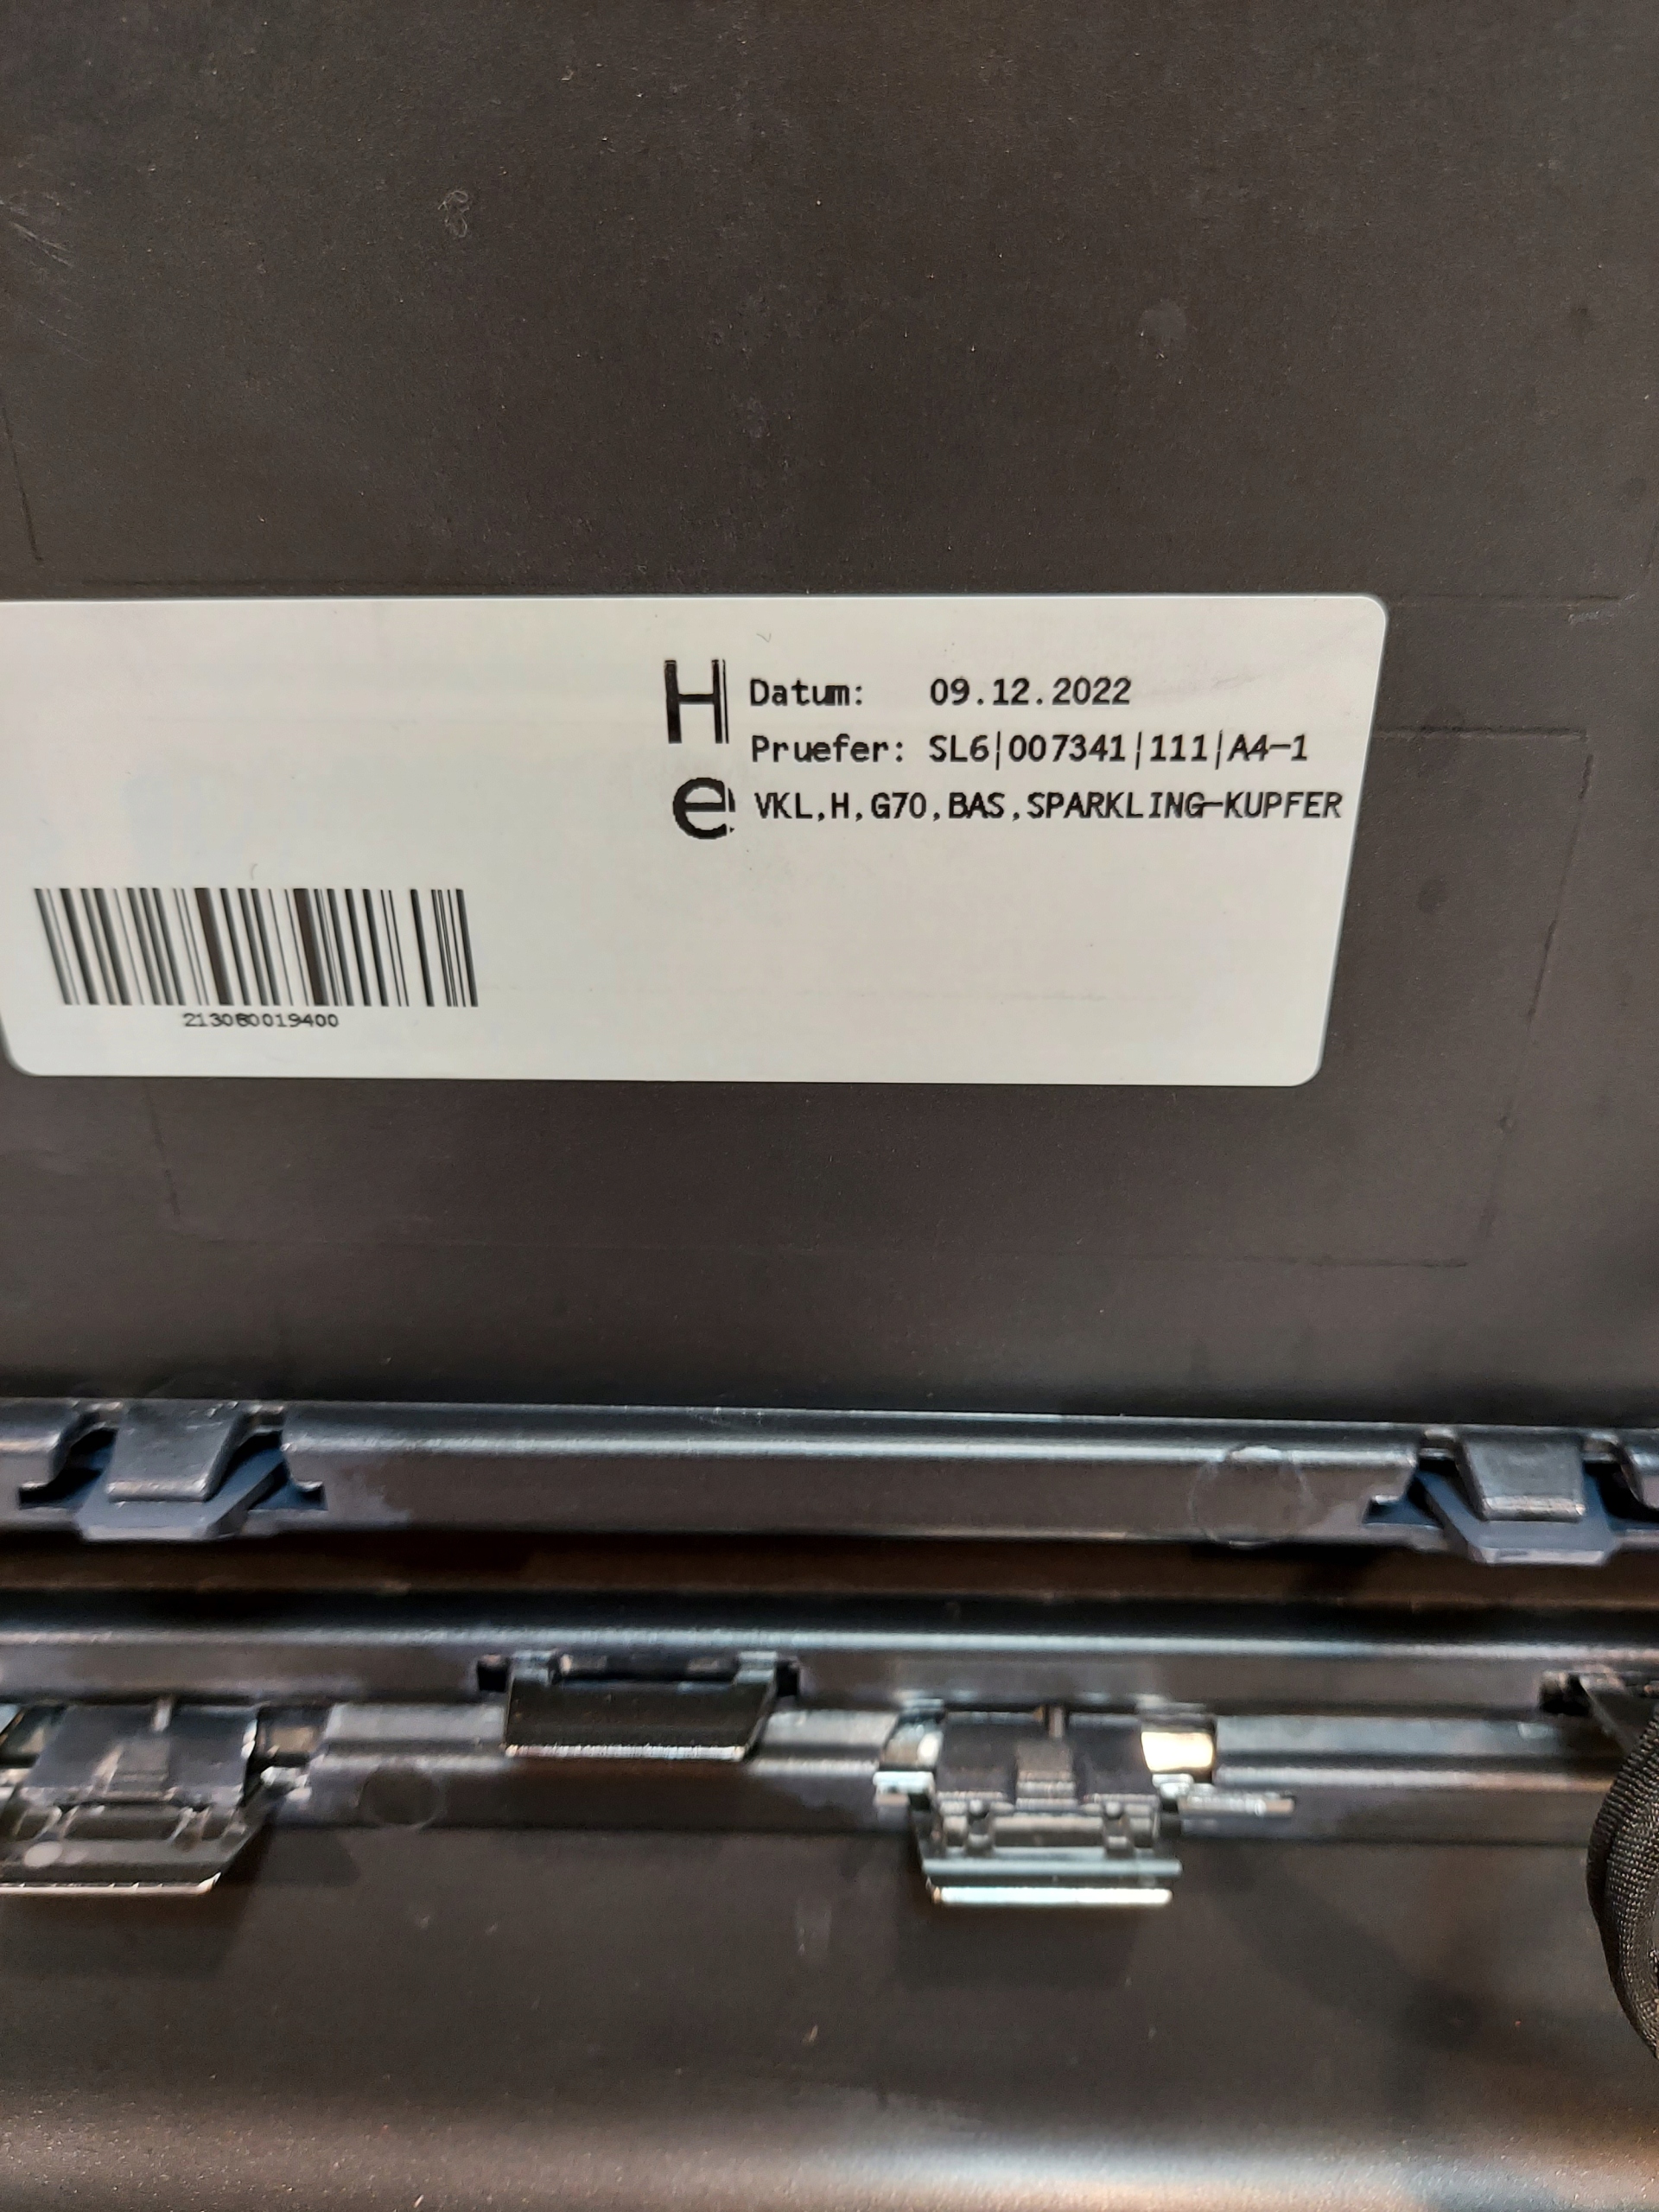 H Datum: 09.12.2022
Pruefer: SL6|007341|111|A4-1
e VKL,H,G70,BAS,SPARKLING-KUPFER
213080019400